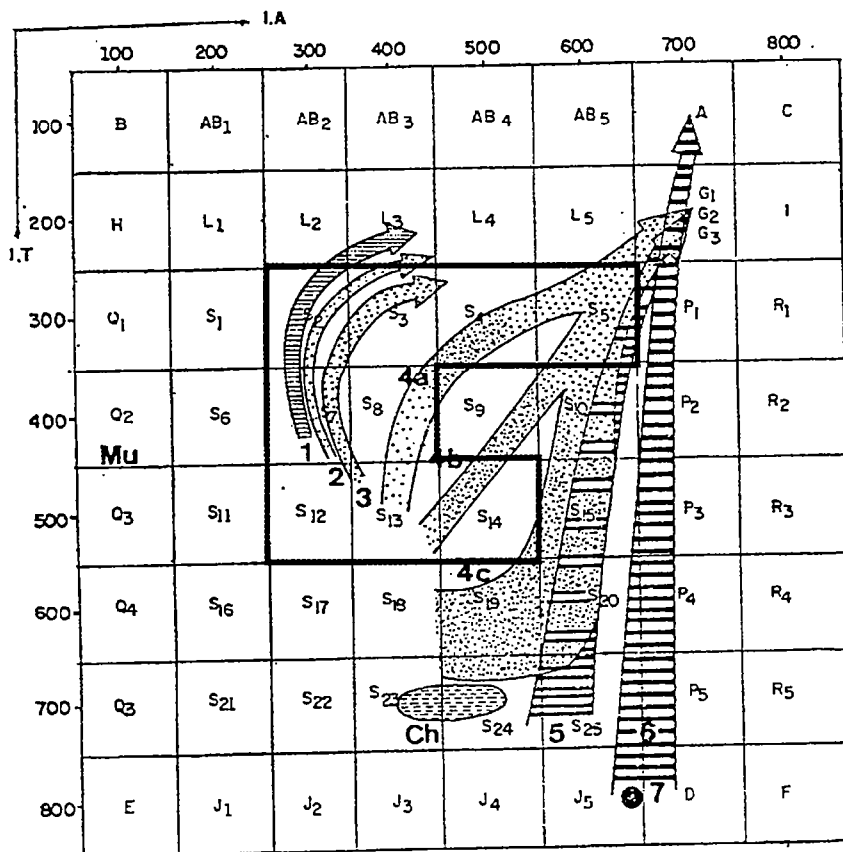 I.A
100 200 300 400 500 600 700 800
100 B AB1 AB2 AB3 AB4 AB5 A C
G1
200 H L1 L2 L3 L4 L5 G2 I
G3
I.T
300 Q1 S1 S2 S3 S4 S5 P1 R1
4a
400 Q2 S6 S7 S8 S9 S10 P2 R2
Mu 1 4b
2 3
500 Q3 S11 S12 S13 S14 S15 P3 R3
4c
600 Q4 S16 S17 S18 S19 S20 P4 R4
700 Q3 S21 S22 S23 S24 S25 P5 R5
Ch 5 6
7
800 E J1 J2 J3 J4 J5 D F